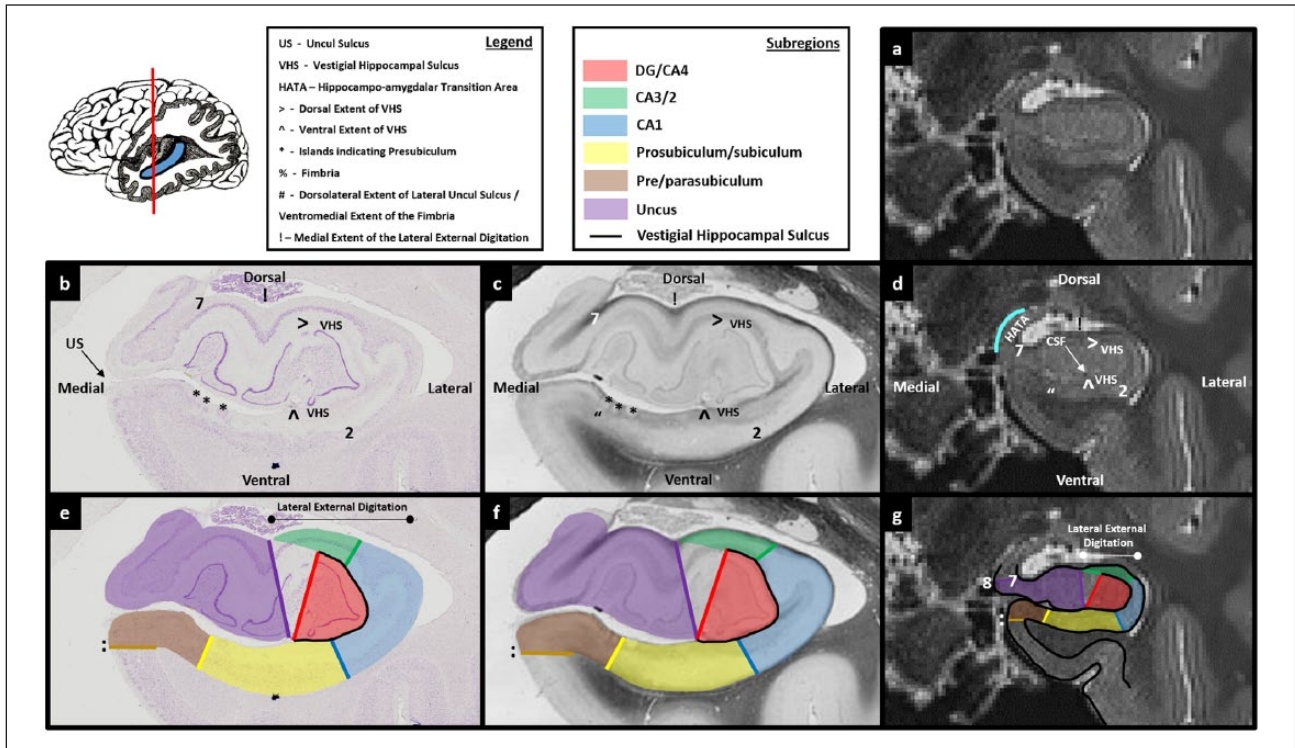 Legend
US - Uncul Sulcus
VHS - Vestigial Hippocampal Sulcus
HATA – Hippocampo-amygdalar Transition Area
> - Dorsal Extent of VHS
^ - Ventral Extent of VHS
* - Islands indicating Presubiculum
% - Fimbria
# - Dorsolateral Extent of Lateral Uncul Sulcus /
Ventromedial Extent of the Fimbria
! – Medial Extent of the Lateral External Digitation
Subregions
DG/CA4
CA3/2
CA1
Prosubiculum/subiculum
Pre/parasubiculum
Uncus
Vestigial Hippocampal Sulcus
a
b
Dorsal
!
7
> VHS
US
Medial
Lateral
* * *
^ VHS
2
Ventral
c
Dorsal
!
7
> VHS
Medial
Lateral
* * *
"
^ VHS
2
Ventral
d
Dorsal
HATA
!
7
CSF
> VHS
Medial
Lateral
^ VHS
"
2
Ventral
e
Lateral External Digitation
:
f
:
g
Lateral External
Digitation
8
7
: